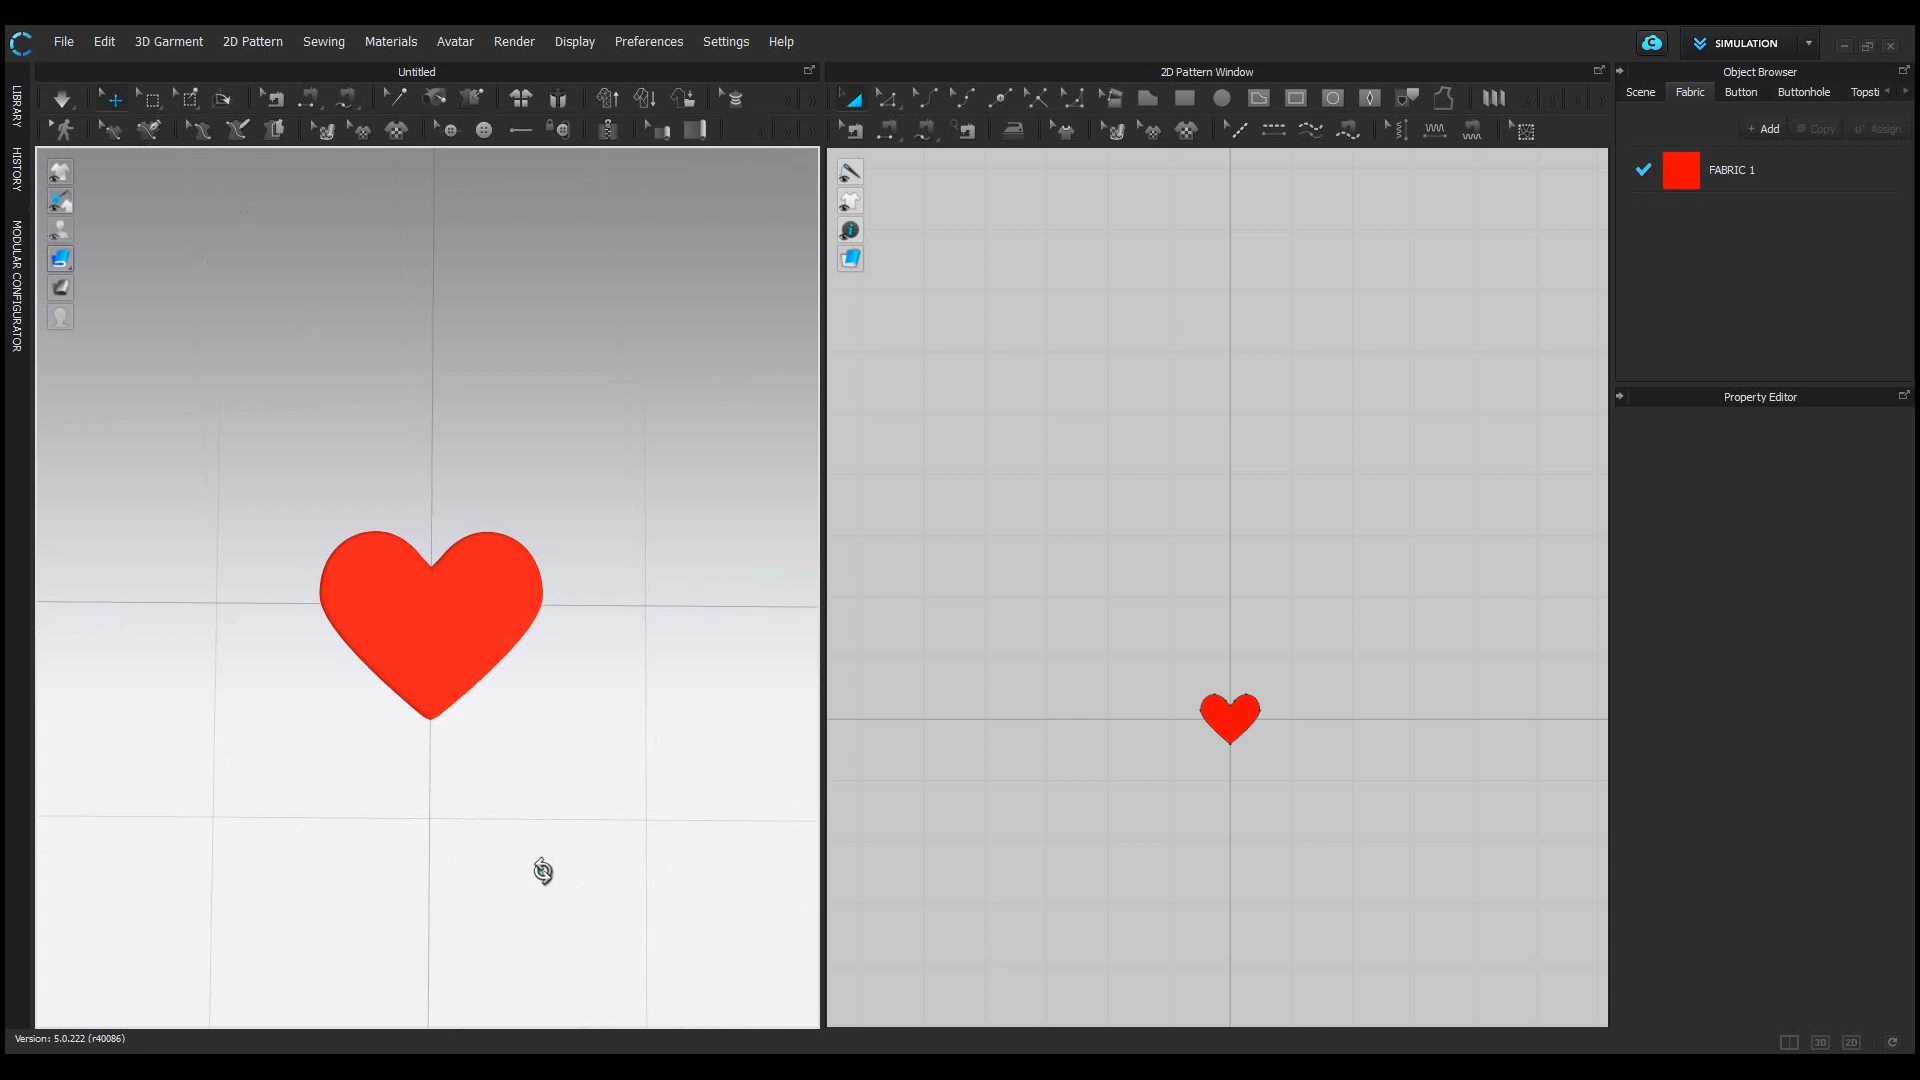 File Edit 3D Garment 2D Pattern Sewing Materials Avatar Render Display Preferences Settings Help
SIMULATION
Untitled
2D Pattern Window
Object Browser
Scene Fabric Button Buttonhole Topsti
+ Add Copy Assign
FABRIC 1
LIBRARY
HISTORY
MODULAR CONFIGURATOR
Property Editor
Version: 5.0.222 (r40086)
3D 2D